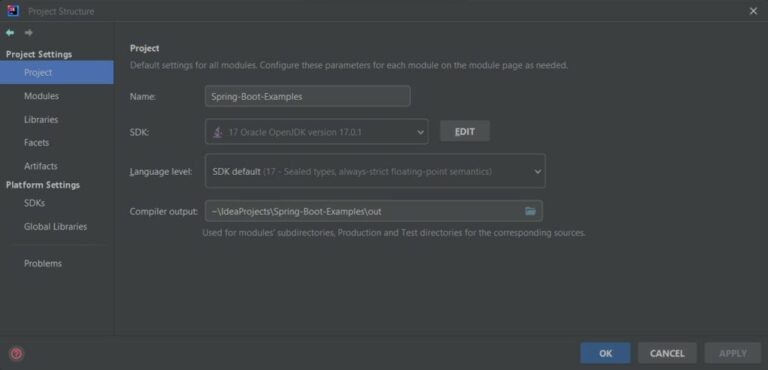 Project Structure
Project Settings
Project
Modules
Libraries
Facets
Artifacts
Platform Settings
SDKs
Global Libraries
Problems
Project
Default settings for all modules. Configure these parameters for each module on the module page as needed.
Name: Spring-Boot-Examples
SDK: 17 Oracle OpenJDK version 17.0.1 EDIT
Language level: SDK default (17 - Sealed types, always-strict floating-point semantics)
Compiler output: ~\IdeaProjects\Spring-Boot-Examples\out
Used for modules' subdirectories, Production and Test directories for the corresponding sources.
? OK CANCEL APPLY